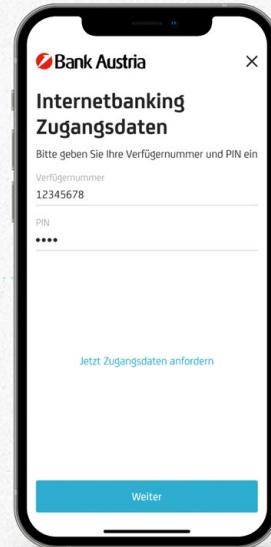 Bank Austria
Internetbanking
Zugangsdaten
Bitte geben Sie Ihre Verfügernummer und PIN ein
Verfügernummer
12345678
PIN
••••
Jetzt Zugangsdaten anfordern
Weiter